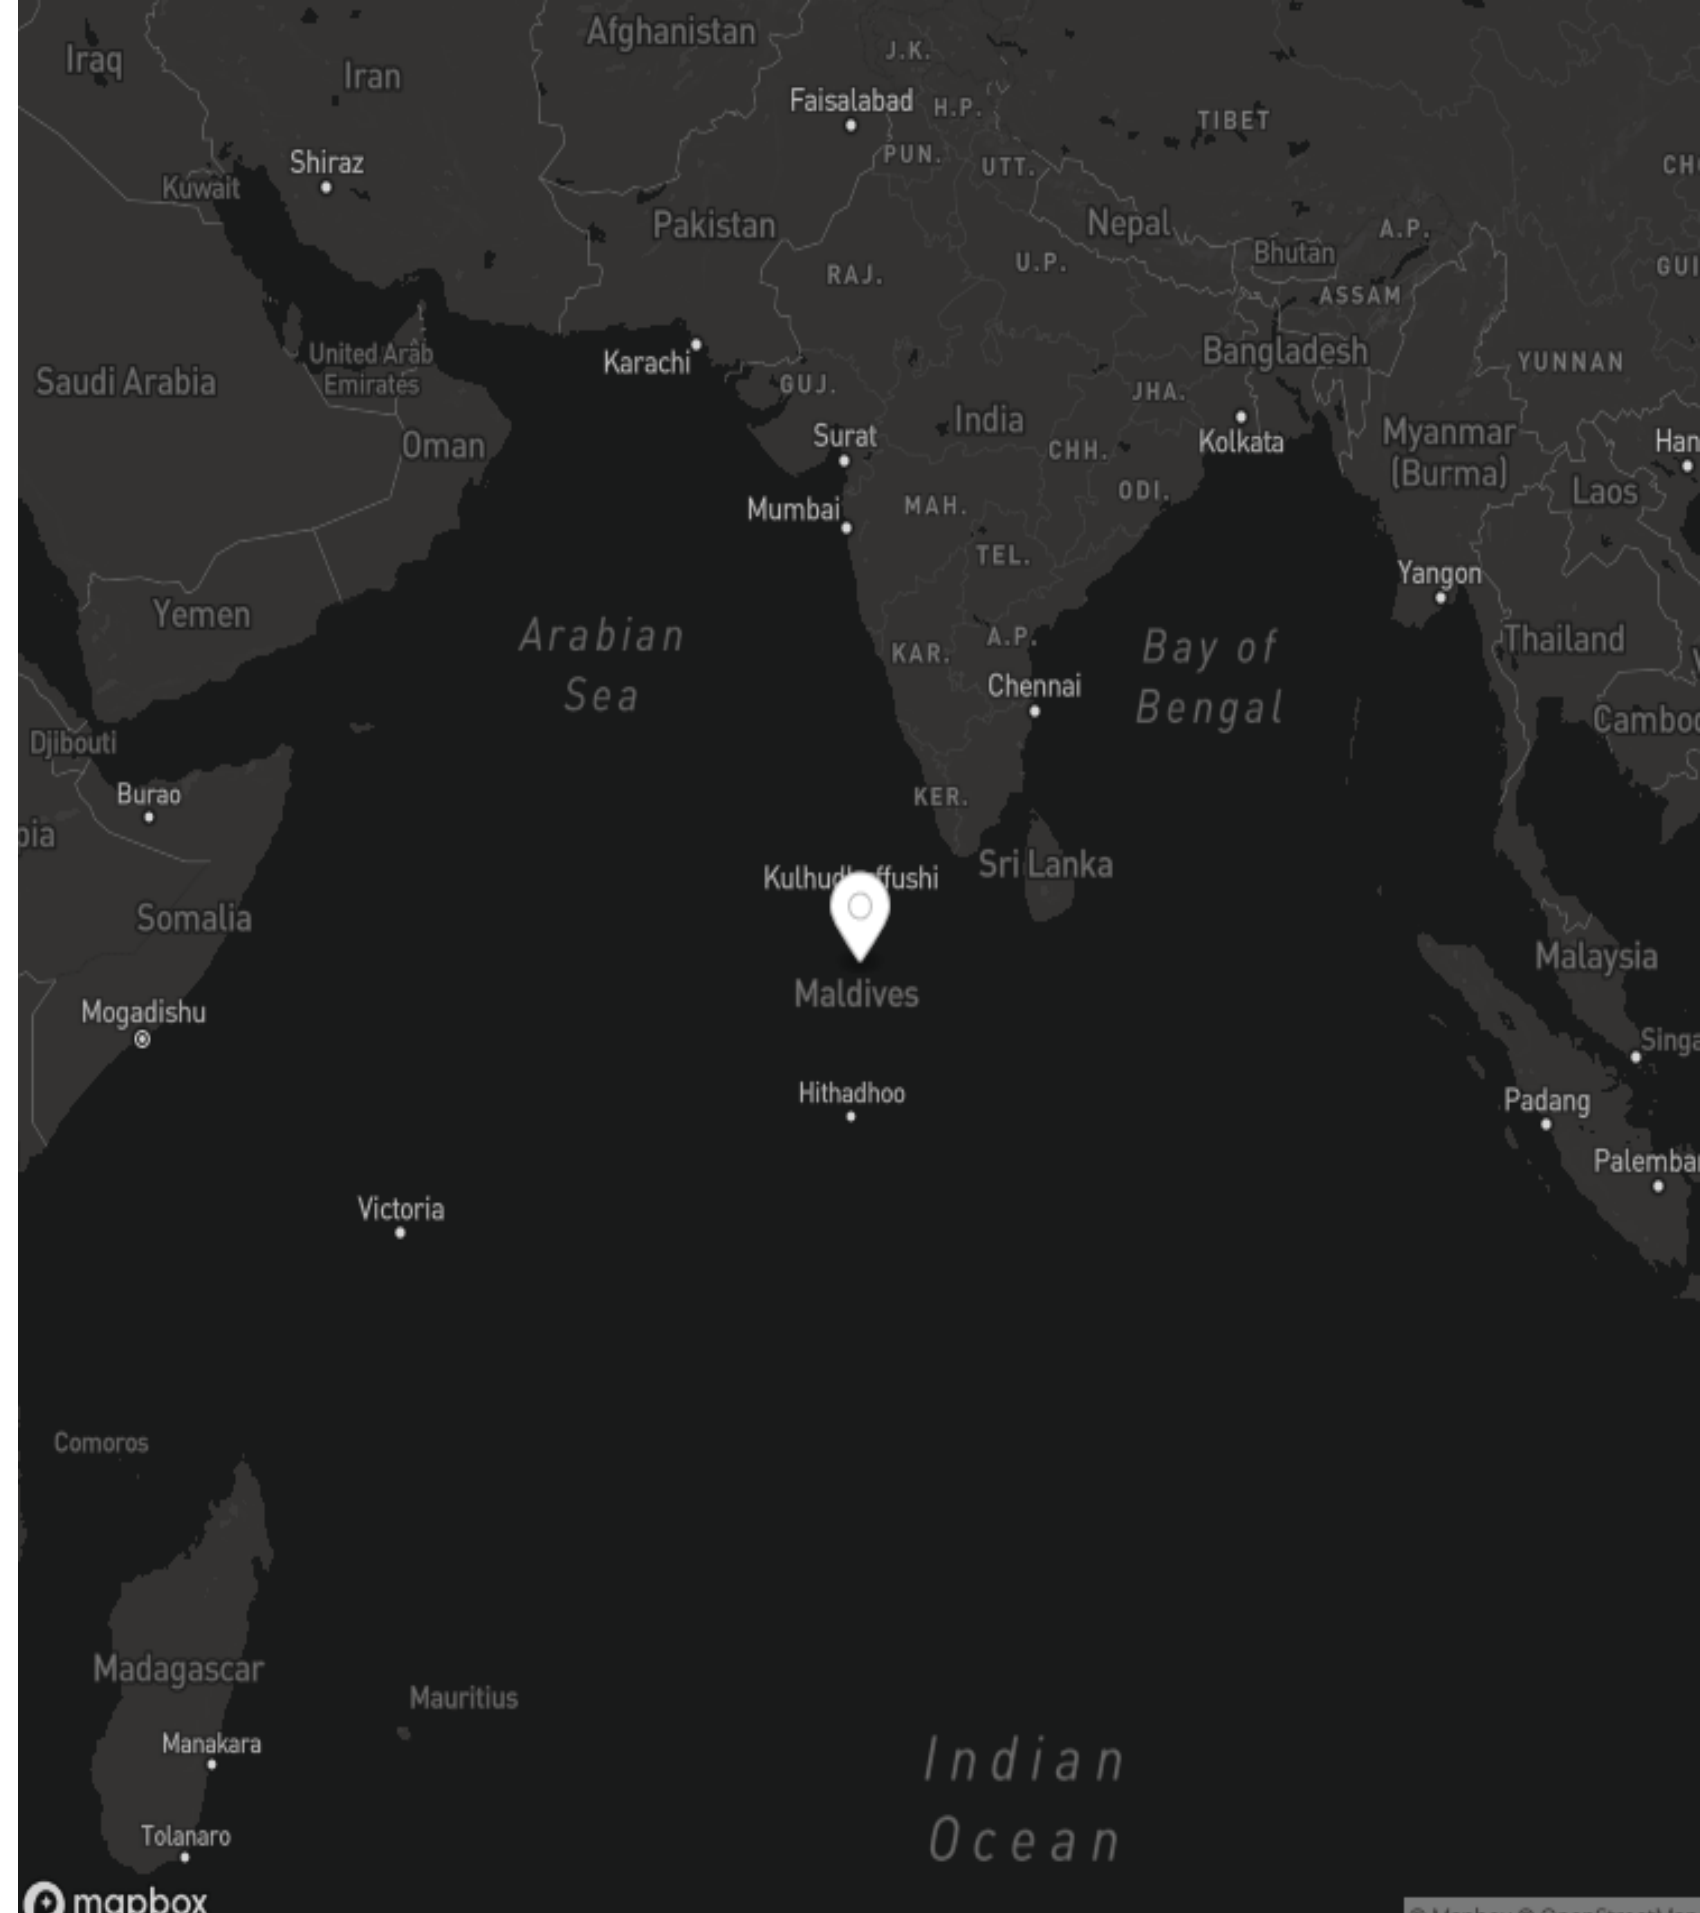 Afghanistan
Iraq
Iran
J.K.
Faisalabad
H.P.
TIBET
PUN.
UTT.
Shiraz
Kuwait
Pakistan
Nepal
A.P.
Bhutan
RAJ.
U.P.
ASSAM
United Arab
Emirates
Karachi
Bangladesh
YUNNAN
Saudi Arabia
GUJ.
JHA.
India
Surat
Kolkata
Myanmar
(Burma)
Oman
CHH.
Laos
ODI.
Mumbai
MAH.
TEL.
Yangon
Yemen
Arabian
Sea
A.P.
KAR.
Bay of
Bengal
Thailand
Chennai
Djibouti
Burao
KER.
Sri Lanka
Somalia
Malaysia
Maldives
Mogadishu
Hithadhoo
Padang
Victoria
Comoros
Madagascar
Mauritius
Manakara
Indian
Ocean
Tolanaro
mapbox